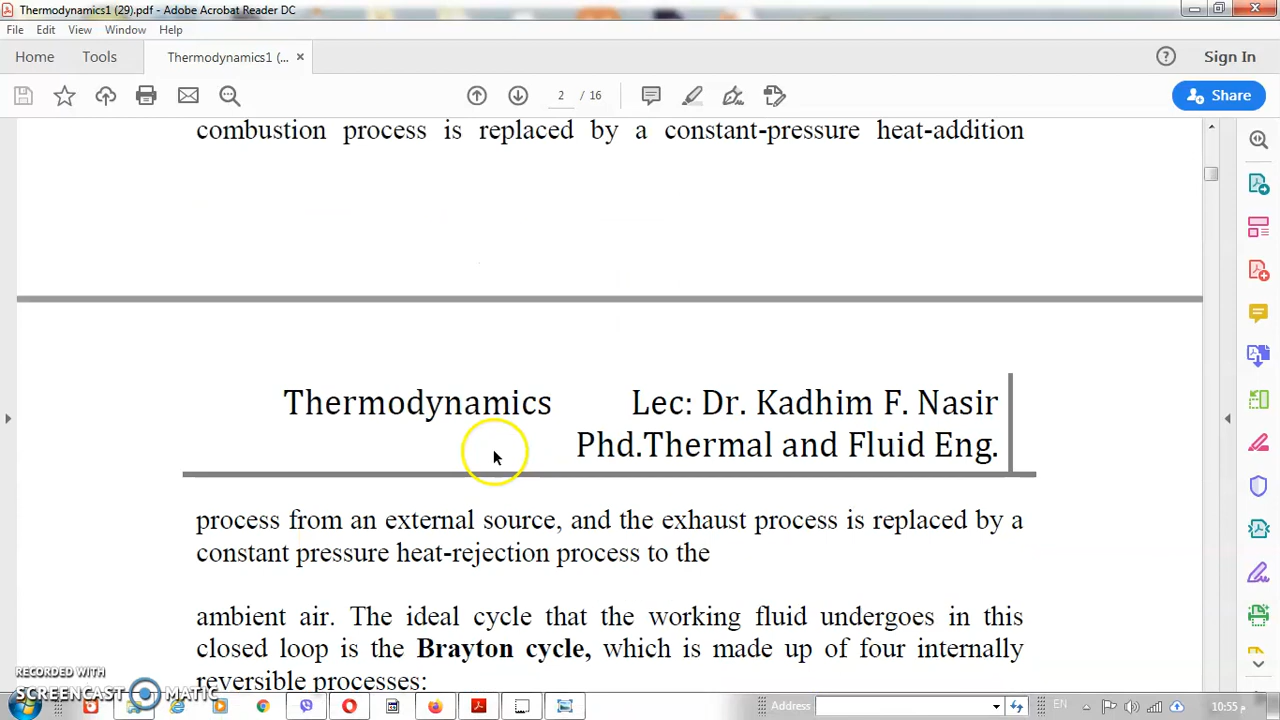 Thermodynamics1 (29).pdf - Adobe Acrobat Reader DC
File Edit View Window Help
Home Tools Thermodynamics1 (... Sign In
2 / 16 Share
combustion process is replaced by a constant-pressure heat-addition
Thermodynamics Lec: Dr. Kadhim F. Nasir
Phd.Thermal and Fluid Eng.
process from an external source, and the exhaust process is replaced by a
constant pressure heat-rejection process to the
ambient air. The ideal cycle that the working fluid undergoes in this
closed loop is the Brayton cycle, which is made up of four internally
reversible processes:
RECORDED WITH
SCREENCAST MATIC
Address EN 10:55 م